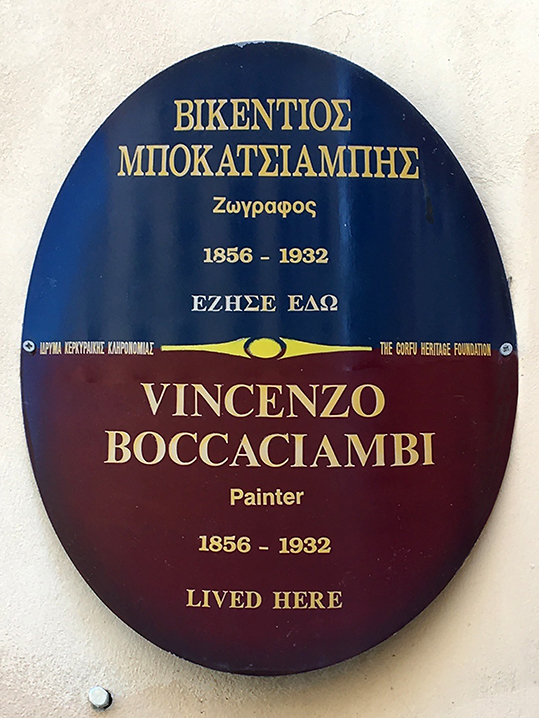 ΒΙΚΕΝΤΙΟΣ
ΜΠΟΚΑΤΣΙΑΜΠΗΣ
Ζωγραφος
1856 - 1932
ΕΖΗΣΕ ΕΔΩ
ΙΔΡΥΜΑ ΚΕΡΚΥΡΑΙΚΗΣ ΚΛΗΡΟΝΟΜΙΑΣ
THE CORFU HERITAGE FOUNDATION
VINCENZO
BOCCACIAMBI
Painter
1856 - 1932
LIVED HERE